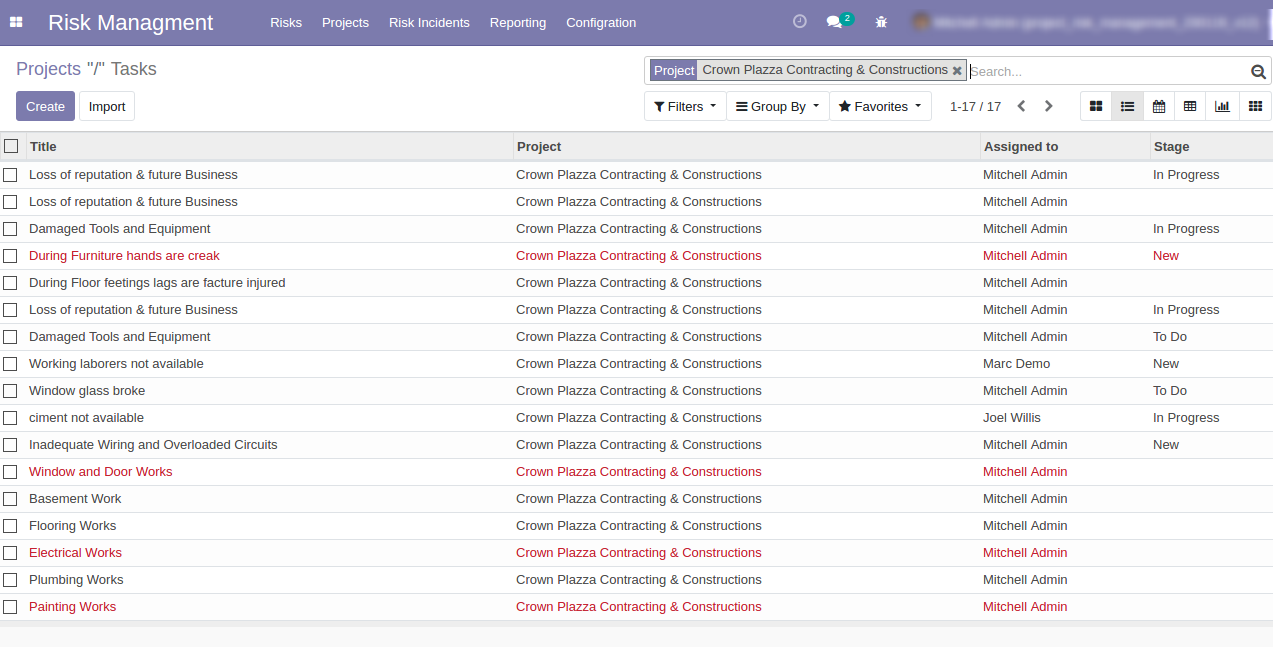 Risk Managment Risks Projects Risk Incidents Reporting Configration 2
Projects "/" Tasks
Project Crown Plazza Contracting & Constructions Search...
Create Import Filters Group By Favorites 1-17 / 17
Title Project Assigned to Stage
Loss of reputation & future Business Crown Plazza Contracting & Constructions Mitchell Admin In Progress
Loss of reputation & future Business Crown Plazza Contracting & Constructions Mitchell Admin
Damaged Tools and Equipment Crown Plazza Contracting & Constructions Mitchell Admin In Progress
During Furniture hands are creak Crown Plazza Contracting & Constructions Mitchell Admin New
During Floor feetings lags are facture injured Crown Plazza Contracting & Constructions Mitchell Admin
Loss of reputation & future Business Crown Plazza Contracting & Constructions Mitchell Admin In Progress
Damaged Tools and Equipment Crown Plazza Contracting & Constructions Mitchell Admin To Do
Working laborers not available Crown Plazza Contracting & Constructions Marc Demo New
Window glass broke Crown Plazza Contracting & Constructions Mitchell Admin To Do
ciment not available Crown Plazza Contracting & Constructions Joel Willis In Progress
Inadequate Wiring and Overloaded Circuits Crown Plazza Contracting & Constructions Mitchell Admin New
Window and Door Works Crown Plazza Contracting & Constructions Mitchell Admin
Basement Work Crown Plazza Contracting & Constructions Mitchell Admin
Flooring Works Crown Plazza Contracting & Constructions Mitchell Admin
Electrical Works Crown Plazza Contracting & Constructions Mitchell Admin
Plumbing Works Crown Plazza Contracting & Constructions Mitchell Admin
Painting Works Crown Plazza Contracting & Constructions Mitchell Admin